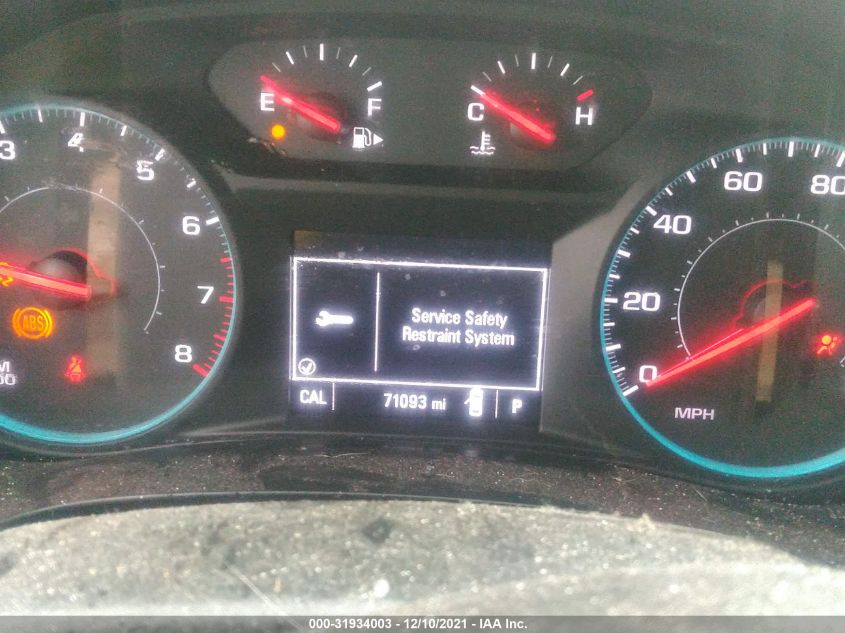 E
F
C
H
3
4
5
6
7
8
ABS
0
20
40
60
80
MPH
Service Safety
Restraint System
CAL
71093 mi
P
000-31934003 - 12/10/2021 - IAA Inc.